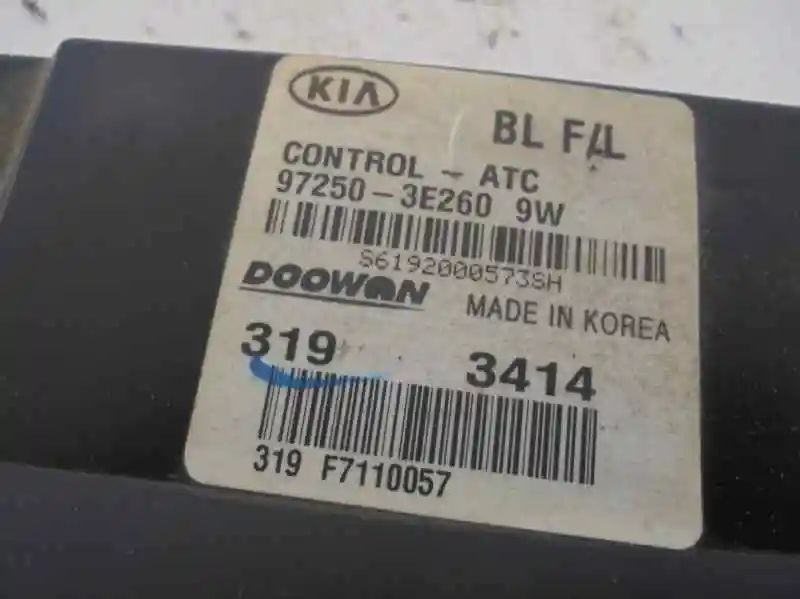 KIA
BL F/L
CONTROL - ATC
97250-3E260 9W
S6192000573SH
DOOWON
MADE IN KOREA
319
3414
319 F7110057